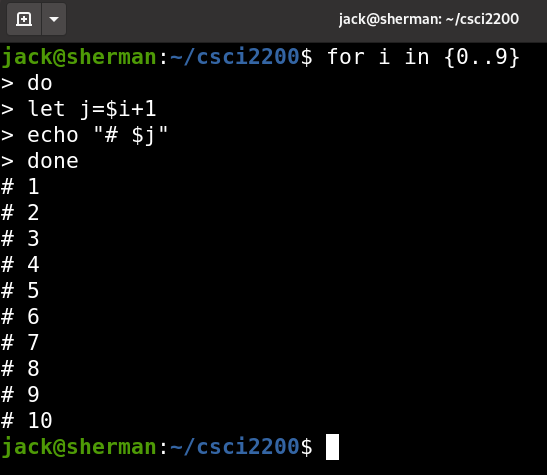 jack@sherman: ~/csci2200
jack@sherman:~/csci2200$ for i in {0..9}
> do
> let j=$i+1
> echo "# $j"
> done
# 1
# 2
# 3
# 4
# 5
# 6
# 7
# 8
# 9
# 10
jack@sherman:~/csci2200$